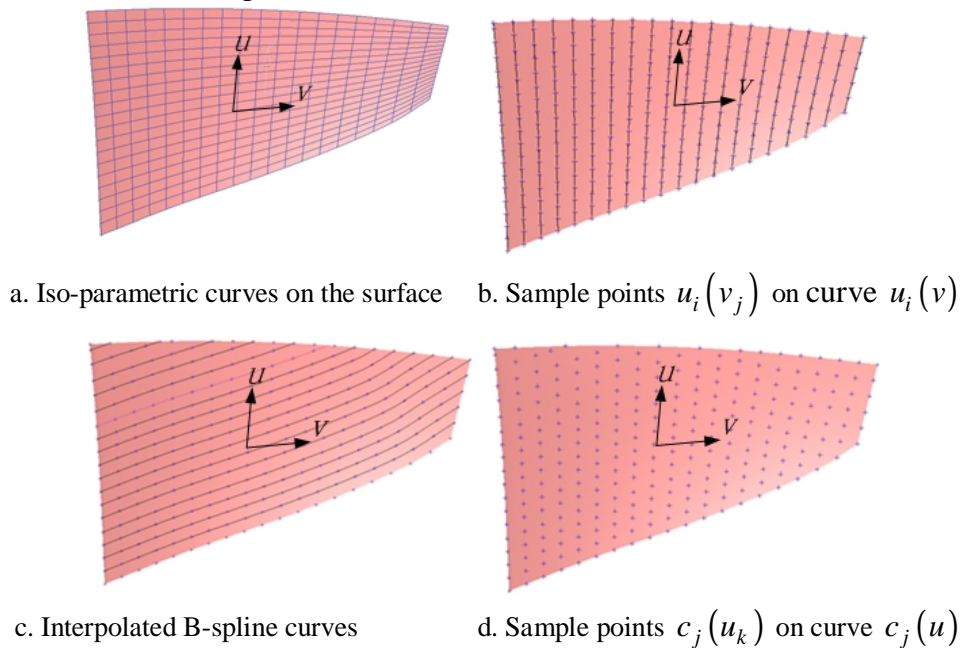 u
v
u
v
a. Iso-parametric curves on the surface
b. Sample points u_i(v_j) on curve u_i(v)
u
v
u
v
c. Interpolated B-spline curves
d. Sample points c_j(u_k) on curve c_j(u)